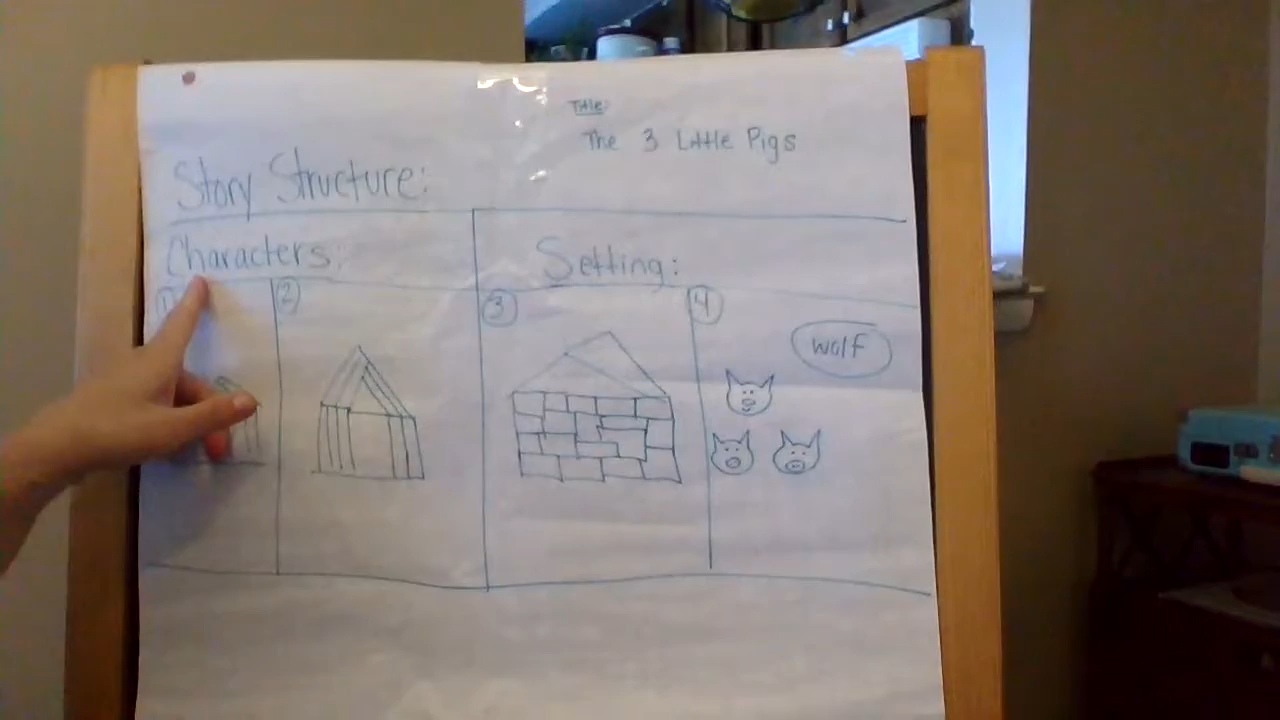 Title:
The 3 Little Pigs
Story Structure:
Characters:
Setting:
1
2
3
4
wolf